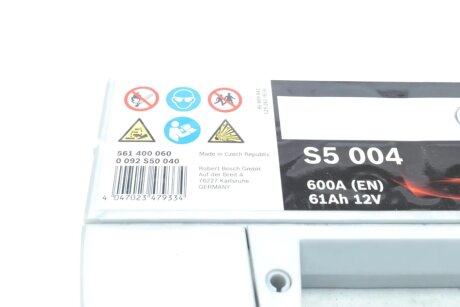 561 400 060
0 092 S50 040
4 047023 479334
Made in Czech Republic
Robert Bosch GmbH
Auf der Breit 4
76227 Karlsruhe
GERMANY
S5 004
600A (EN)
61Ah 12V